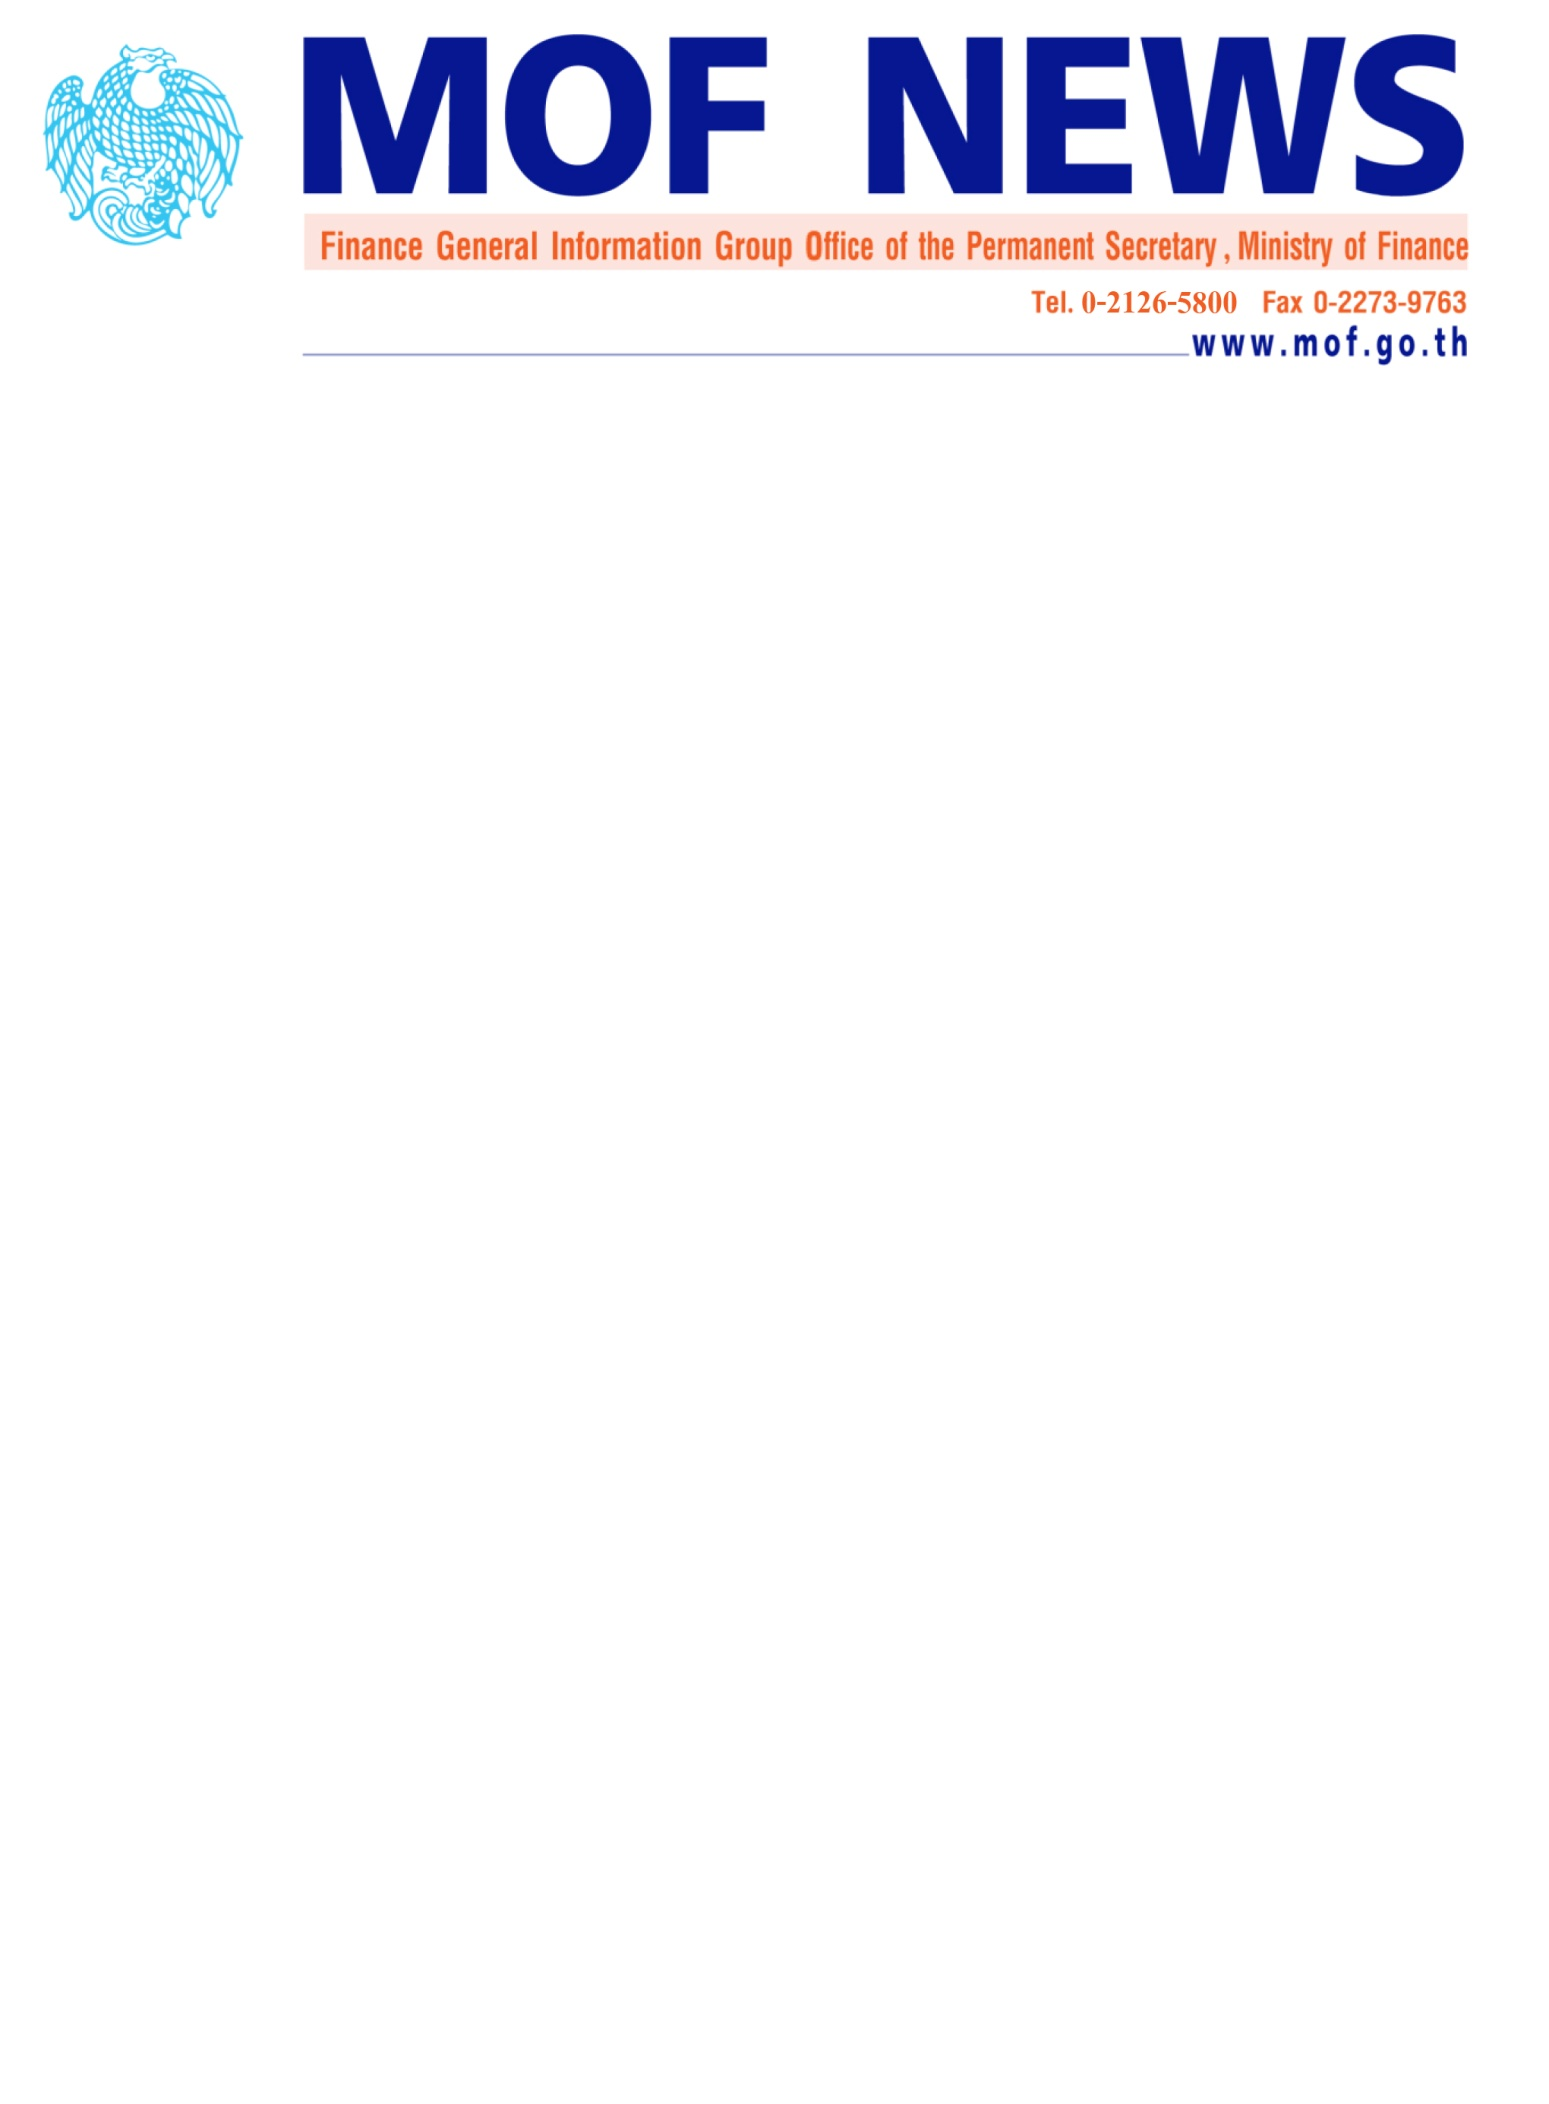 MOF NEWS
Finance General Information Group Office of the Permanent Secretary , Ministry of Finance
Tel. 0-2126-5800 Fax 0-2273-9763
www.mof.go.th